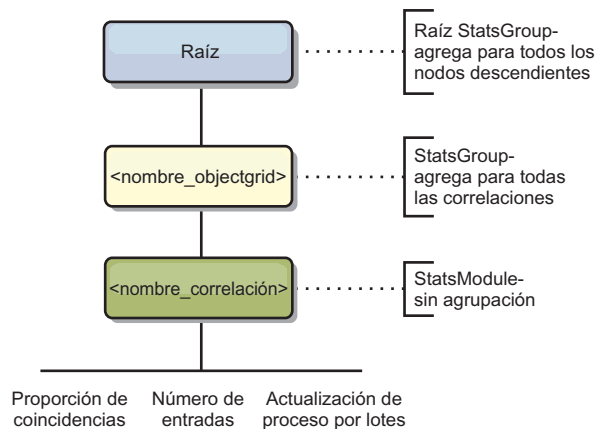 Raíz
Raíz StatsGroup-
agrega para todos los
nodos descendientes
<nombre_objectgrid>
StatsGroup-
agrega para todas
las correlaciones
<nombre_correlación>
StatsModule-
sin agrupación
Proporción de
coincidencias
Número de
entradas
Actualización de
proceso por lotes